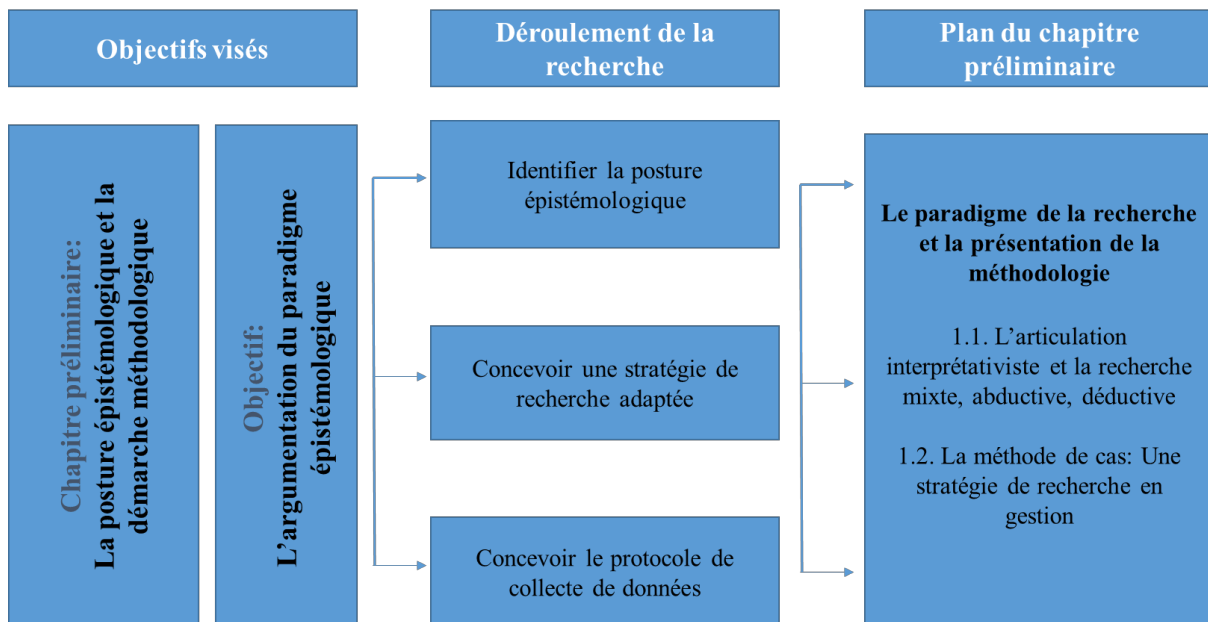 Objectifs visés
Déroulement de la
recherche
Plan du chapitre
préliminaire
Chapitre préliminaire:
La posture épistémologique et la
démarche méthodologique
Objectif:
L'argumentation du paradigme
épistémologique
Identifier la posture
épistémologique
Concevoir une stratégie de
recherche adaptée
Concevoir le protocole de
collecte de données
Le paradigme de la recherche
et la présentation de la
méthodologie
1.1. L'articulation
interprétativiste et la recherche
mixte, abductive, déductive
1.2. La méthode de cas: Une
stratégie de recherche en
gestion